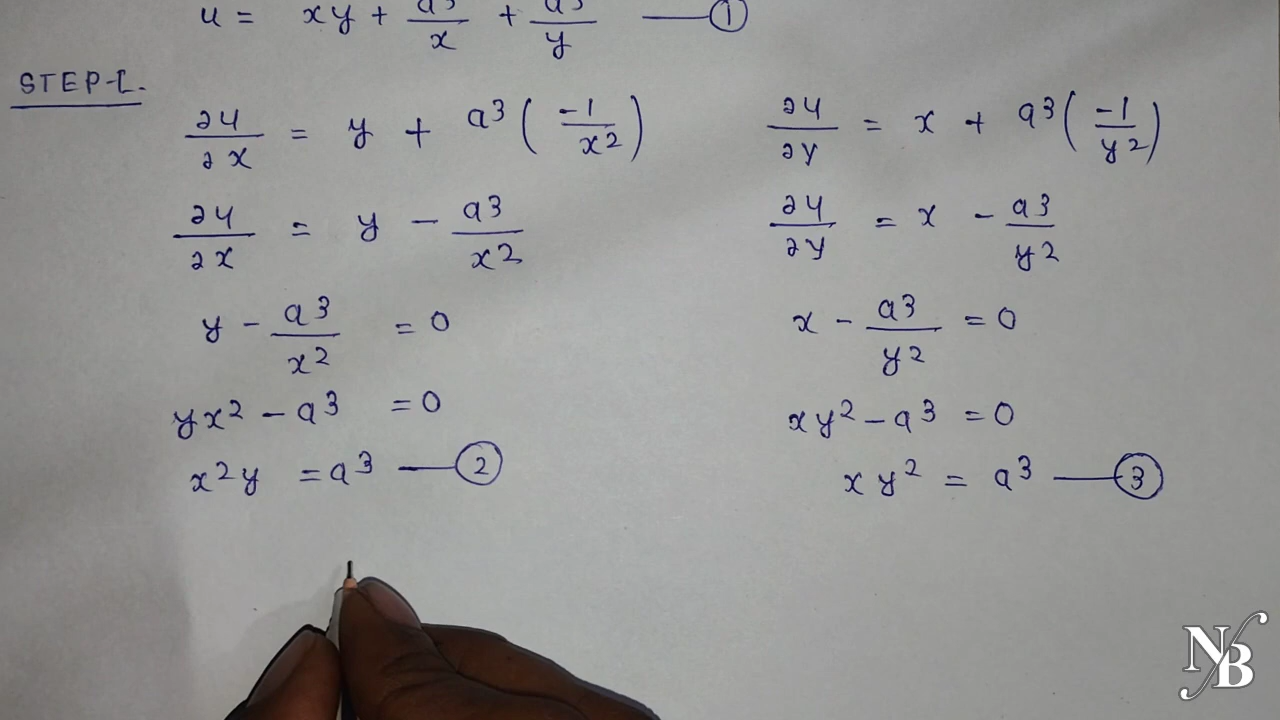 u = xy + a³/x + a³/y —— ①
STEP-I.
∂u/∂x = y + a³(-1/x²)
∂u/∂y = x + a³(-1/y²)
∂u/∂x = y - a³/x²
∂u/∂y = x - a³/y²
y - a³/x² = 0
x - a³/y² = 0
yx² - a³ = 0
xy² - a³ = 0
x²y = a³ —— ②
xy² = a³ —— ③
NB